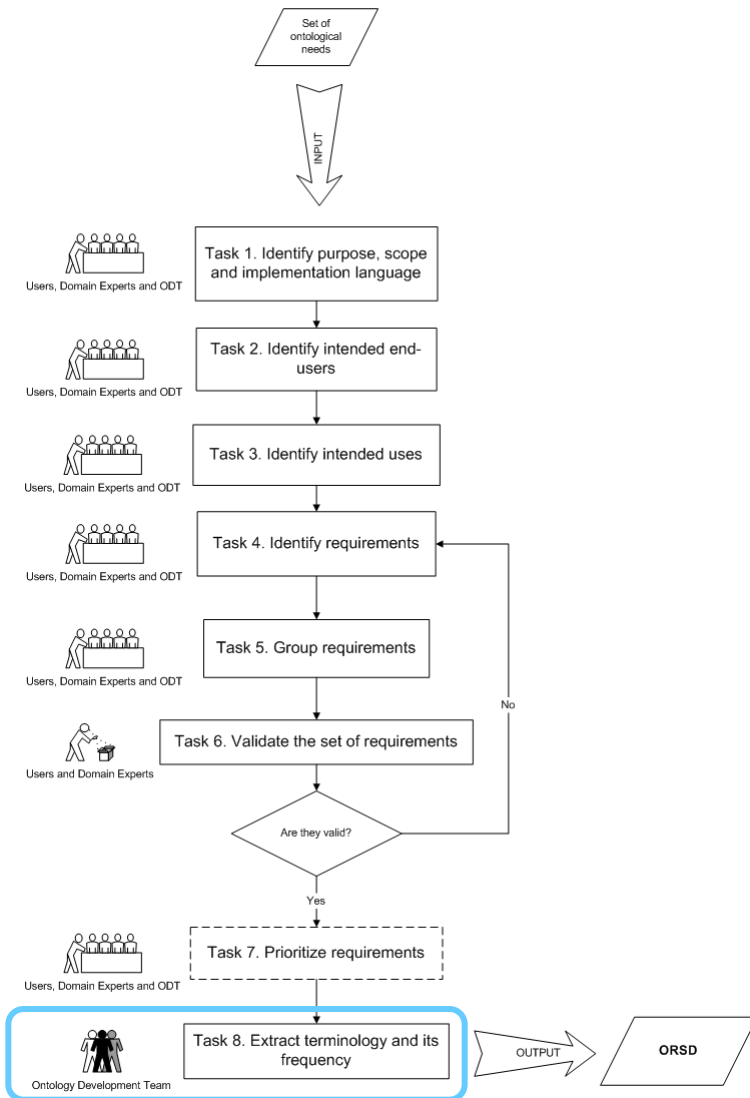 Set of
ontological
needs
INPUT
Task 1. Identify purpose, scope
and implementation language
Users, Domain Experts and ODT
Task 2. Identify intended end-
users
Users, Domain Experts and ODT
Task 3. Identify intended uses
Users, Domain Experts and ODT
Task 4. Identify requirements
Users, Domain Experts and ODT
Task 5. Group requirements
Users, Domain Experts and ODT
No
Task 6. Validate the set of requirements
Users and Domain Experts
Are they valid?
Yes
Task 7. Prioritize requirements
Users, Domain Experts and ODT
Task 8. Extract terminology and its
frequency
Ontology Development Team
OUTPUT
ORSD